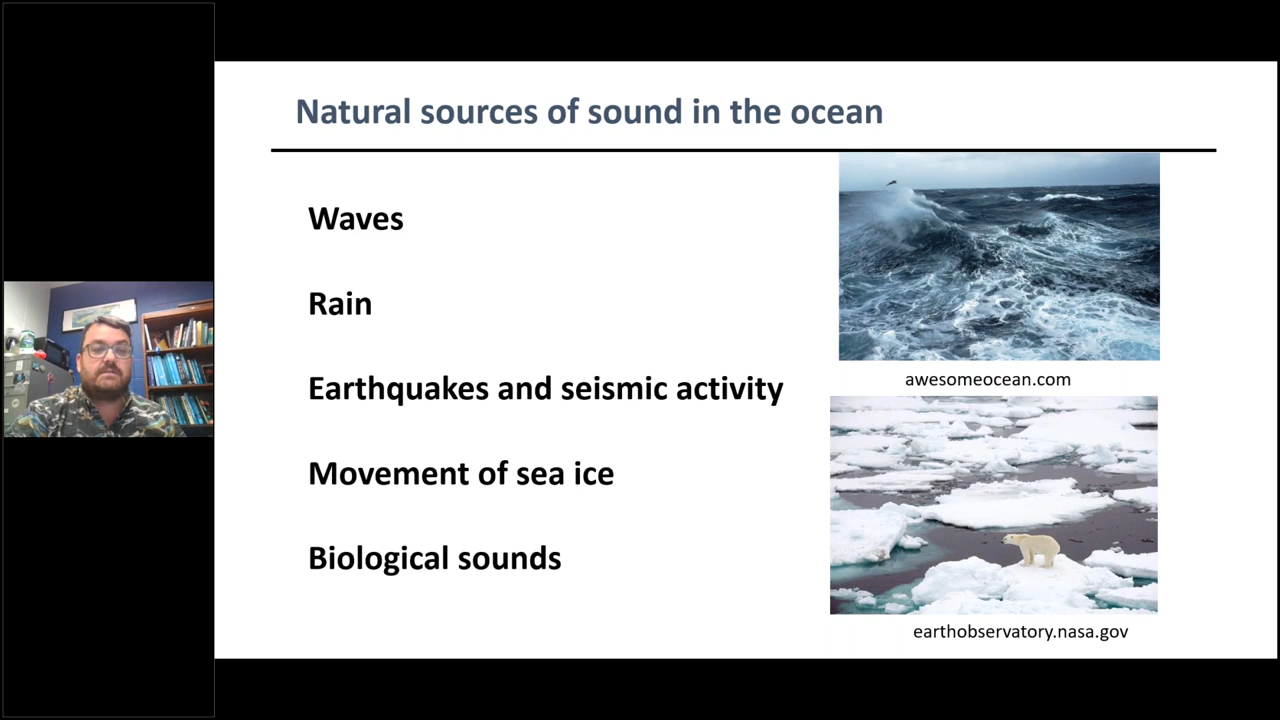 Natural sources of sound in the ocean
Waves
Rain
Earthquakes and seismic activity
Movement of sea ice
Biological sounds
awesomeocean.com
earthobservatory.nasa.gov